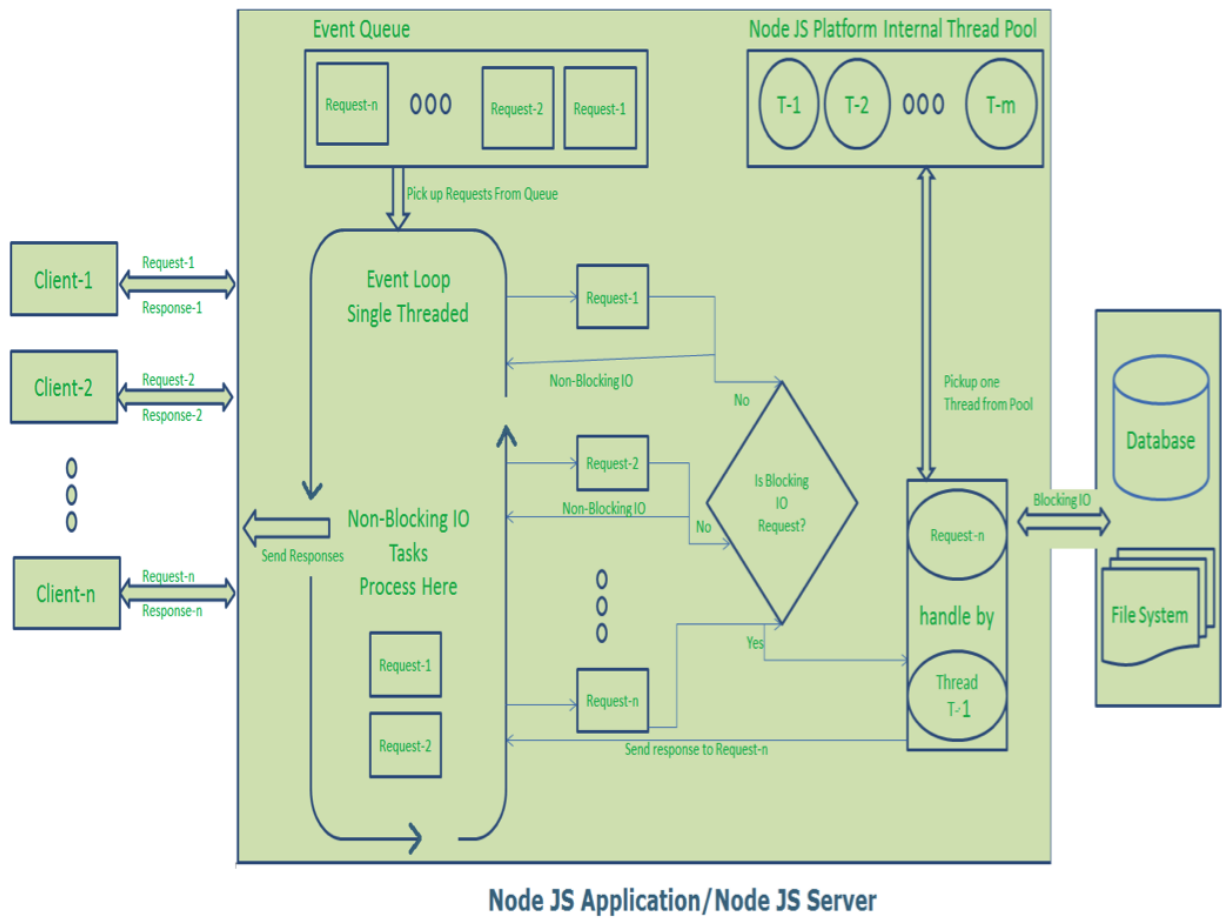 Event Queue
Node JS Platform Internal Thread Pool
Request-n
Request-2
Request-1
T-1
T-2
T-m
Pick up Requests From Queue
Client-1
Request-1
Response-1
Client-2
Request-2
Response-2
Client-n
Request-n
Response-n
Event Loop
Single Threaded
Request-1
Non-Blocking IO
No
Request-2
Non-Blocking IO
No
Is Blocking
IO
Request?
Yes
Request-n
Send response to Request-n
Send Responses
Non-Blocking IO
Tasks
Process Here
Request-1
Request-2
Pickup one
Thread from Pool
Request-n
handle by
Thread
T-1
Blocking IO
Database
File System
Node JS Application/Node JS Server